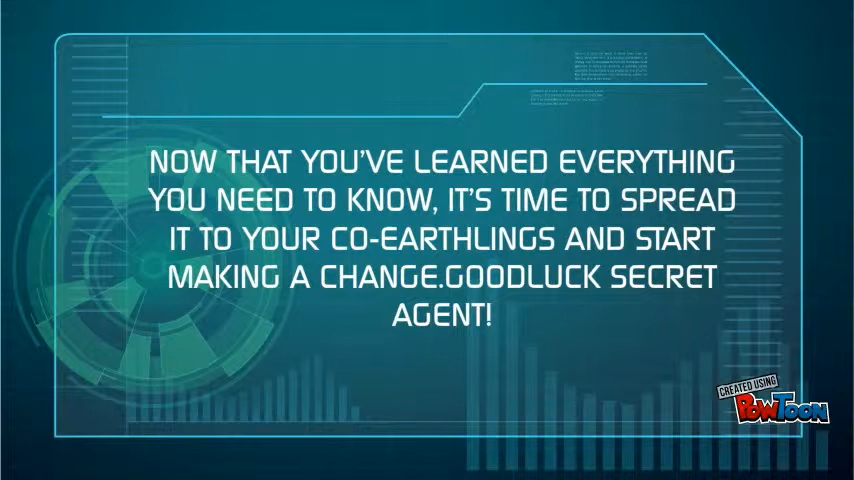 NOW THAT YOU'VE LEARNED EVERYTHING
YOU NEED TO KNOW, IT'S TIME TO SPREAD
IT TO YOUR CO-EARTHLINGS AND START
MAKING A CHANGE.GOODLUCK SECRET
AGENT!
CREATED USING
POWTOON